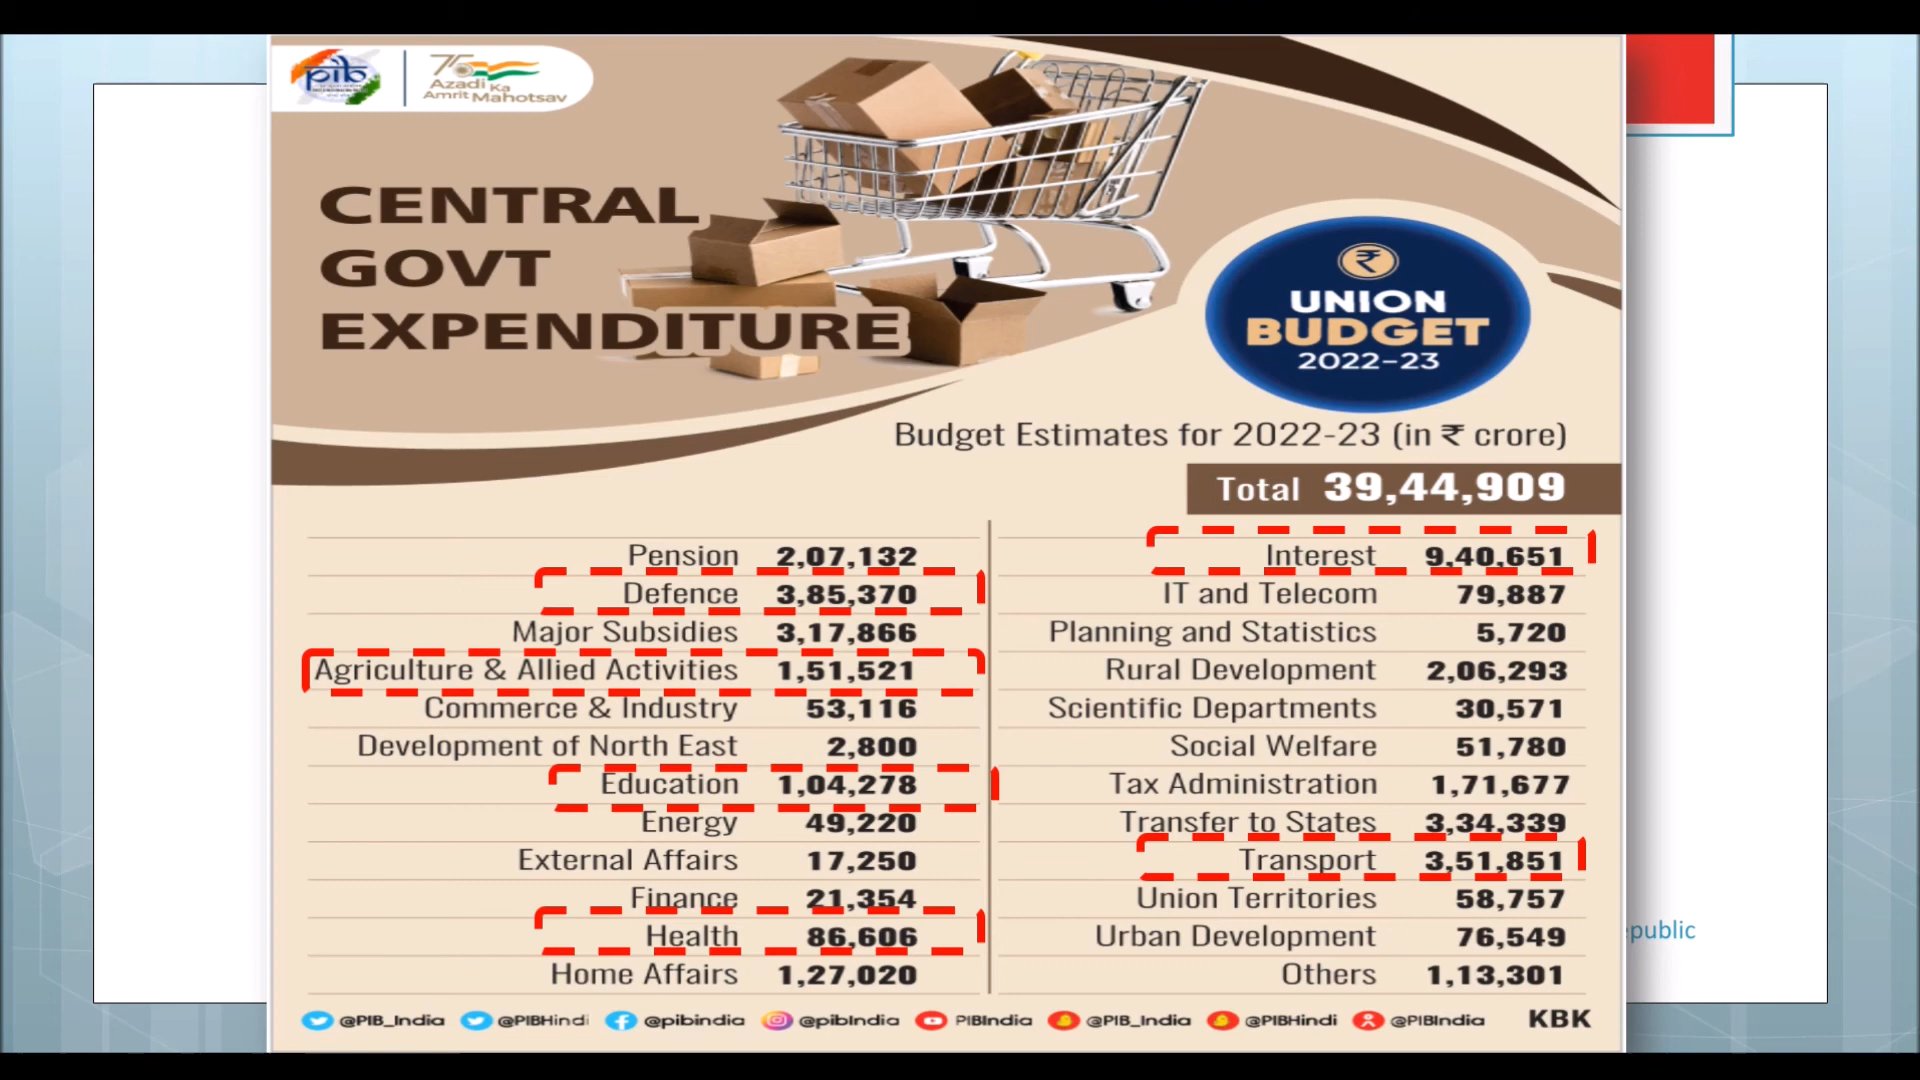 pib
75
Azadi Ka
Amrit Mahotsav
CENTRAL
GOVT
EXPENDITURE
₹
UNION
BUDGET
2022-23
Budget Estimates for 2022-23 (in ₹ crore)
Total 39,44,909
Pension 2,07,132
Defence 3,85,370
Major Subsidies 3,17,866
Agriculture & Allied Activities 1,51,521
Commerce & Industry 53,116
Development of North East 2,800
Education 1,04,278
Energy 49,220
External Affairs 17,250
Finance 21,354
Health 86,606
Home Affairs 1,27,020
Interest 9,40,651
IT and Telecom 79,887
Planning and Statistics 5,720
Rural Development 2,06,293
Scientific Departments 30,571
Social Welfare 51,780
Tax Administration 1,71,677
Transfer to States 3,34,339
Transport 3,51,851
Union Territories 58,757
Urban Development 76,549
Others 1,13,301
public
@PIB_India @PIBHindi @pibindia @pibIndia PIBIndia @PIB_India @PIBHindi @PIBIndia KBK